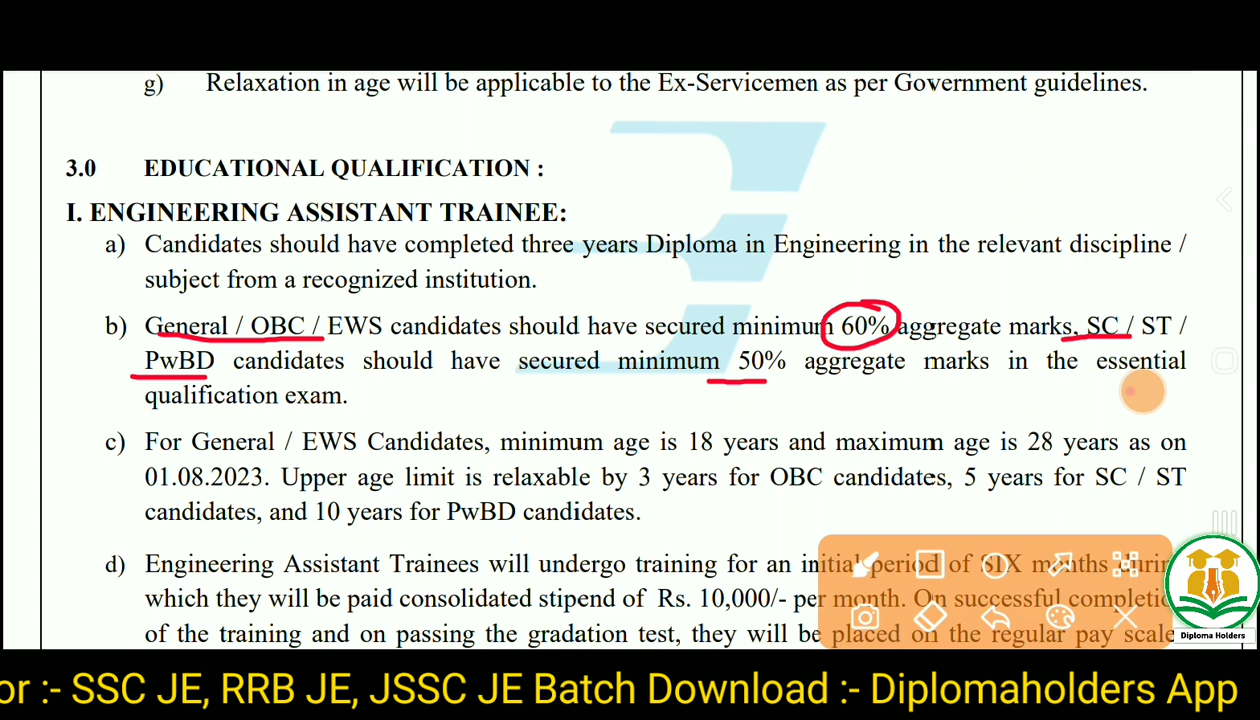 g) Relaxation in age will be applicable to the Ex-Servicemen as per Government guidelines.
3.0 EDUCATIONAL QUALIFICATION :
I. ENGINEERING ASSISTANT TRAINEE:
a) Candidates should have completed three years Diploma in Engineering in the relevant discipline /
subject from a recognized institution.
b) General / OBC / EWS candidates should have secured minimum 60% aggregate marks, SC / ST /
PwBD candidates should have secured minimum 50% aggregate marks in the essential
qualification exam.
c) For General / EWS Candidates, minimum age is 18 years and maximum age is 28 years as on
01.08.2023. Upper age limit is relaxable by 3 years for OBC candidates, 5 years for SC / ST
candidates, and 10 years for PwBD candidates.
d) Engineering Assistant Trainees will undergo training for an initial period of SIX months durin
which they will be paid consolidated stipend of Rs. 10,000/- per month. On successful completio
of the training and on passing the gradation test, they will be placed on the regular pay scale
Diploma Holders
or :- SSC JE, RRB JE, JSSC JE Batch Download :- Diplomaholders App